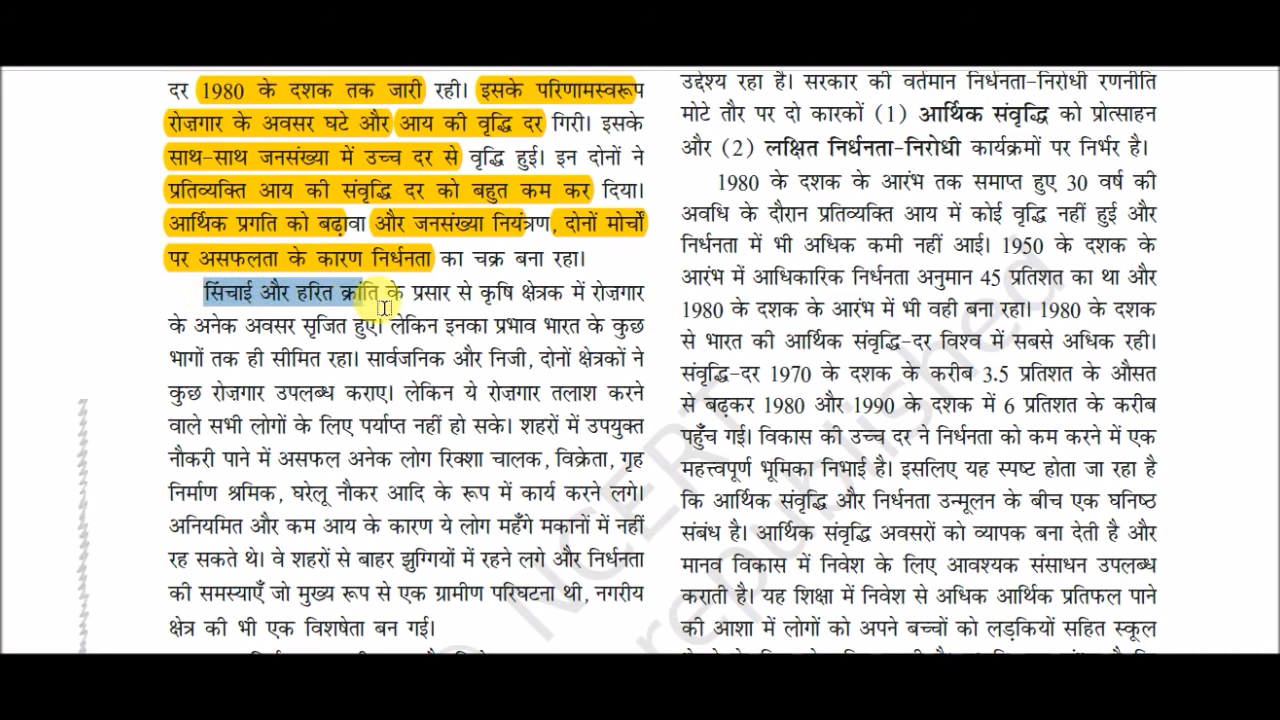 दर 1980 के दशक तक जारी रही। इसके परिणामस्वरूप
रोज़गार के अवसर घटे और आय की वृद्धि दर गिरी। इसके
साथ-साथ जनसंख्या में उच्च दर से वृद्धि हुई। इन दोनों ने
प्रतिव्यक्ति आय की संवृद्धि दर को बहुत कम कर दिया।
आर्थिक प्रगति को बढ़ावा और जनसंख्या नियंत्रण, दोनों मोर्चों
पर असफलता के कारण निर्धनता का चक्र बना रहा।
सिंचाई और हरित क्रांति के प्रसार से कृषि क्षेत्रक में रोजगार
के अनेक अवसर सृजित हुए। लेकिन इनका प्रभाव भारत के कुछ
भागों तक ही सीमित रहा। सार्वजनिक और निजी, दोनों क्षेत्रकों ने
कुछ रोजगार उपलब्ध कराए। लेकिन ये रोजगार तलाश करने
वाले सभी लोगों के लिए पर्याप्त नहीं हो सके। शहरों में उपयुक्त
नौकरी पाने में असफल अनेक लोग रिक्शा चालक, विक्रेता, गृह
निर्माण श्रमिक, घरेलू नौकर आदि के रूप में कार्य करने लगे।
अनियमित और कम आय के कारण ये लोग महँगे मकानों में नहीं
रह सकते थे। वे शहरों से बाहर झुग्गियों में रहने लगे और निर्धनता
की समस्याएँ जो मुख्य रूप से एक ग्रामीण परिघटना थी, नगरीय
क्षेत्र की भी एक विशेषता बन गई।
उद्देश्य रहा है। सरकार की वर्तमान निर्धनता-निरोधी रणनीति
मोटे तौर पर दो कारकों (1) आर्थिक संवृद्धि को प्रोत्साहन
और (2) लक्षित निर्धनता-निरोधी कार्यक्रमों पर निर्भर है।
1980 के दशक के आरंभ तक समाप्त हुए 30 वर्ष की
अवधि के दौरान प्रतिव्यक्ति आय में कोई वृद्धि नहीं हुई और
निर्धनता में भी अधिक कमी नहीं आई। 1950 के दशक के
आरंभ में आधिकारिक निर्धनता अनुमान 45 प्रतिशत का था और
1980 के दशक के आरंभ में भी वही बना रहा। 1980 के दशक
से भारत की आर्थिक संवृद्धि-दर विश्व में सबसे अधिक रही।
संवृद्धि-दर 1970 के दशक के करीब 3.5 प्रतिशत के औसत
से बढ़कर 1980 और 1990 के दशक में 6 प्रतिशत के करीब
पहुँच गई। विकास की उच्च दर ने निर्धनता को कम करने में एक
महत्त्वपूर्ण भूमिका निभाई है। इसलिए यह स्पष्ट होता जा रहा है
कि आर्थिक संवृद्धि और निर्धनता उन्मूलन के बीच एक घनिष्ठ
संबंध है। आर्थिक संवृद्धि अवसरों को व्यापक बना देती है और
मानव विकास में निवेश के लिए आवश्यक संसाधन उपलब्ध
कराती है। यह शिक्षा में निवेश से अधिक आर्थिक प्रतिफल पाने
की आशा में लोगों को अपने बच्चों को लड़कियों सहित स्कूल
NCERT
republished